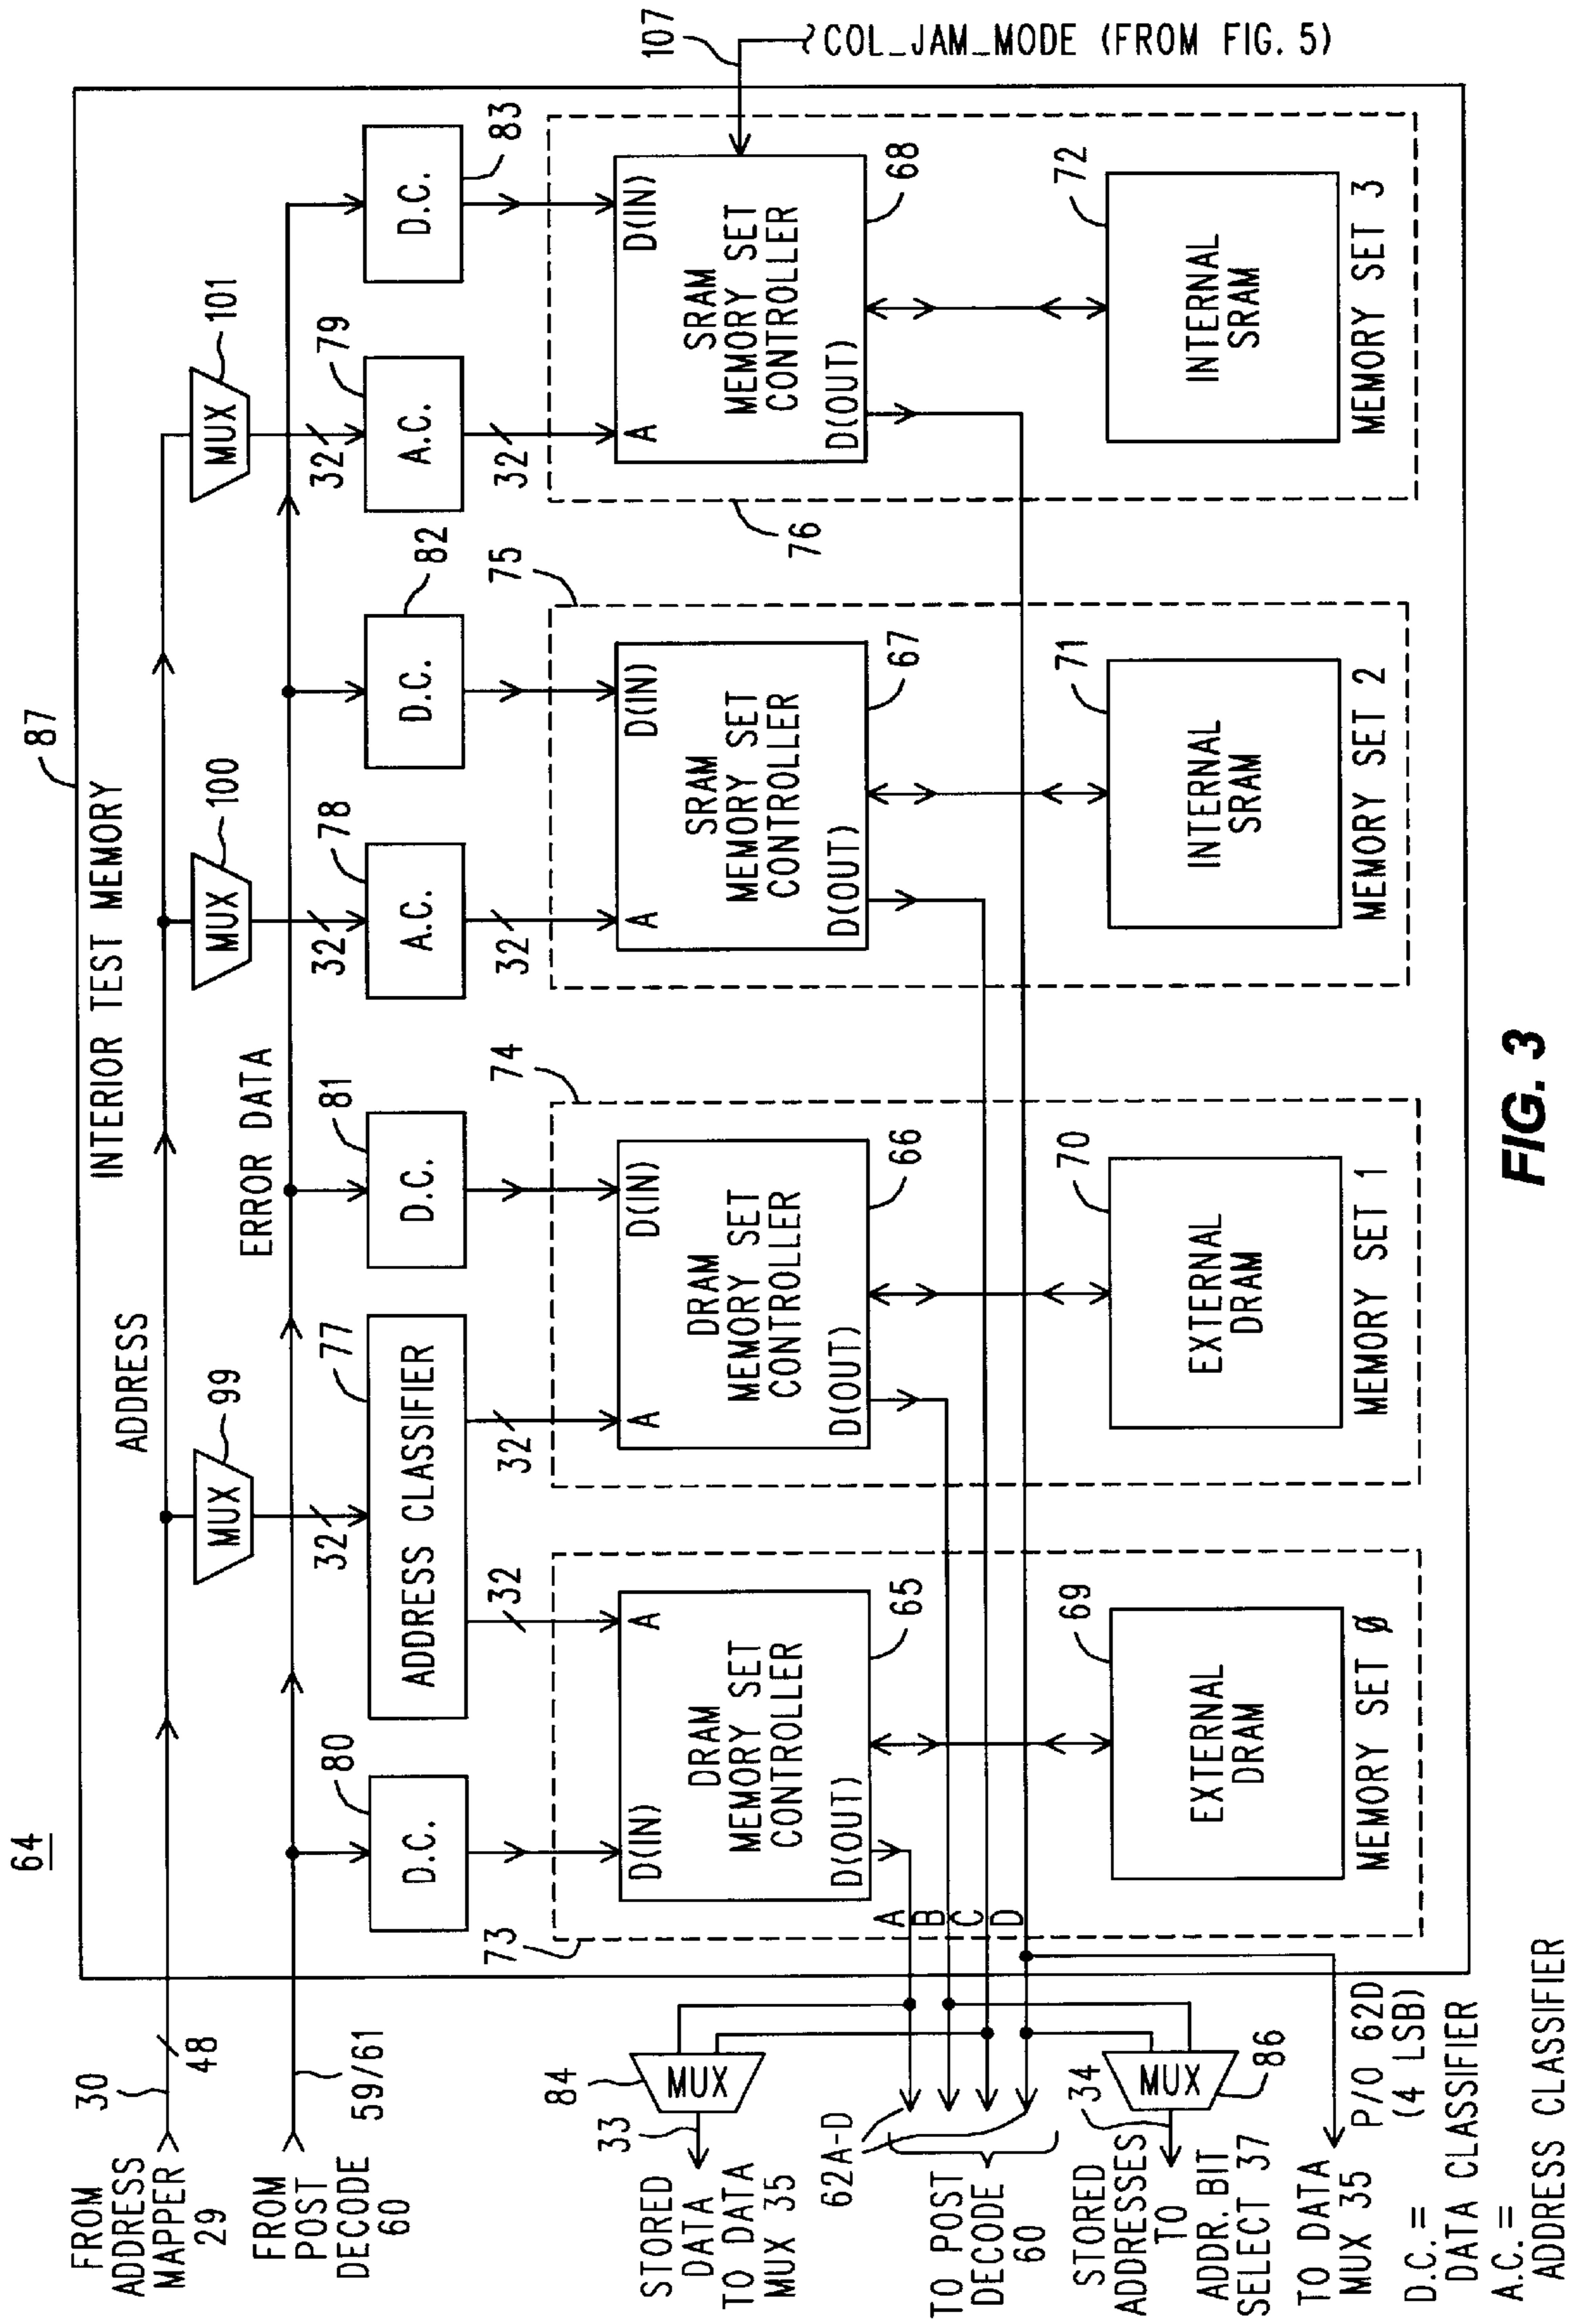 64
87
INTERIOR TEST MEMORY
FROM
ADDRESS
MAPPER
29
30
48
ADDRESS
99
MUX
100
MUX
101
MUX
FROM
POST
DECODE
60
59/61
ERROR DATA
32
32
32
80
D.C.
77
ADDRESS CLASSIFIER
81
D.C.
78
A.C.
82
D.C.
79
A.C.
83
D.C.
32
32
32
32
73
74
75
76
107
COL_JAM_MODE (FROM FIG. 5)
D(IN)
A
DRAM
MEMORY SET
CONTROLLER
D(OUT)
65
A
D(IN)
DRAM
MEMORY SET
CONTROLLER
D(OUT)
66
A
D(IN)
SRAM
MEMORY SET
CONTROLLER
D(OUT)
67
A
D(IN)
SRAM
MEMORY SET
CONTROLLER
D(OUT)
68
A
B
C
D
69
EXTERNAL
DRAM
MEMORY SET Ø
70
EXTERNAL
DRAM
MEMORY SET 1
71
INTERNAL
SRAM
MEMORY SET 2
72
INTERNAL
SRAM
MEMORY SET 3
84
MUX
33
STORED
DATA
TO DATA
MUX 35
62A-D
TO POST
DECODE
60
86
MUX
34
STORED
ADDRESSES
TO
ADDR. BIT
SELECT 37
TO DATA
MUX 35
P/O 62D
(4 LSB)
D.C. =
DATA CLASSIFIER
A.C. =
ADDRESS CLASSIFIER
FIG. 3